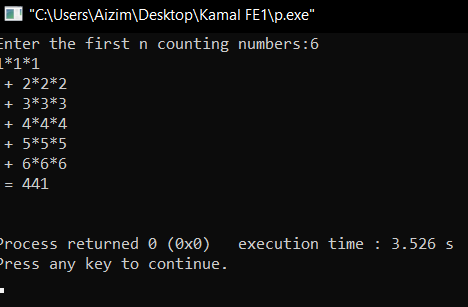 "C:\Users\Aizim\Desktop\Kamal FE1\p.exe"
Enter the first n counting numbers:6
1*1*1
+ 2*2*2
+ 3*3*3
+ 4*4*4
+ 5*5*5
+ 6*6*6
= 441
Process returned 0 (0x0)   execution time : 3.526 s
Press any key to continue.